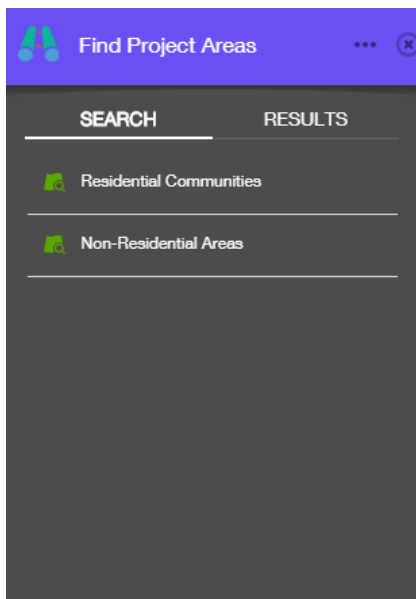 Find Project Areas
SEARCH RESULTS
Residential Communities
Non-Residential Areas